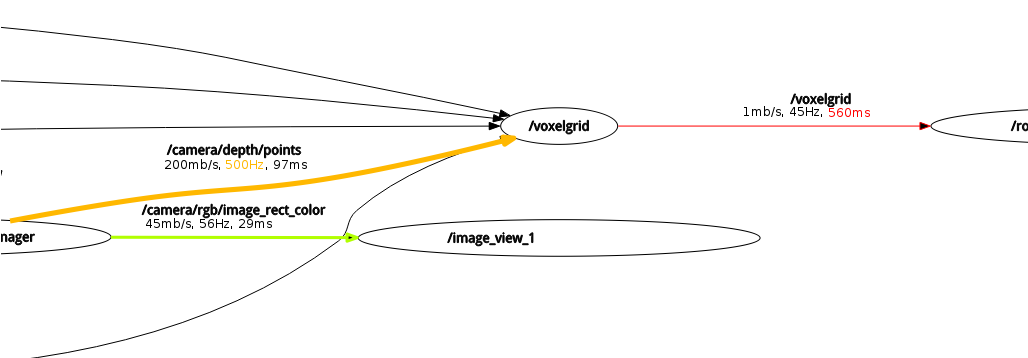 /voxelgrid
1mb/s, 45Hz, 560ms
/voxelgrid
/camera/depth/points
200mb/s, 500Hz, 97ms
/camera/rgb/image_rect_color
45mb/s, 56Hz, 29ms
nager
/image_view_1
/ro